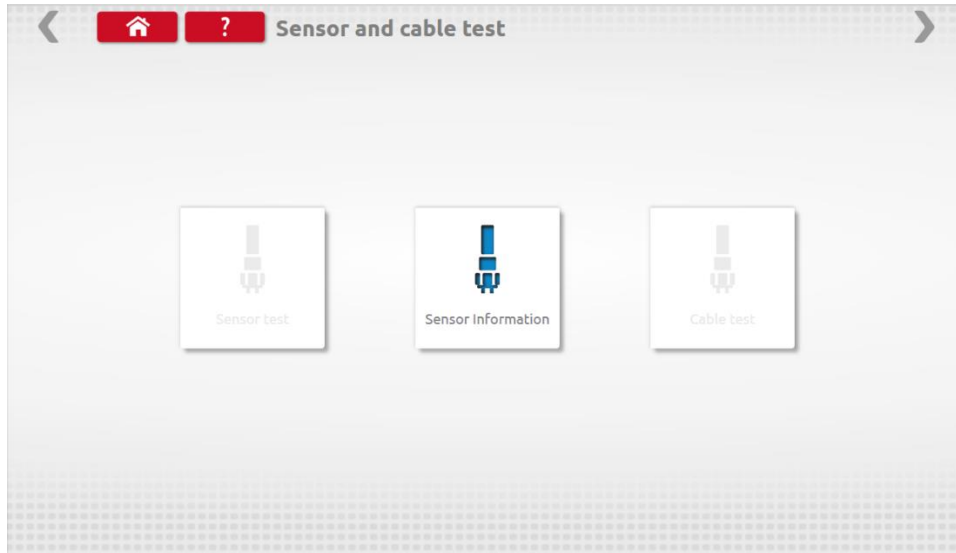 ? Sensor and cable test
Sensor test
Sensor Information
Cable test